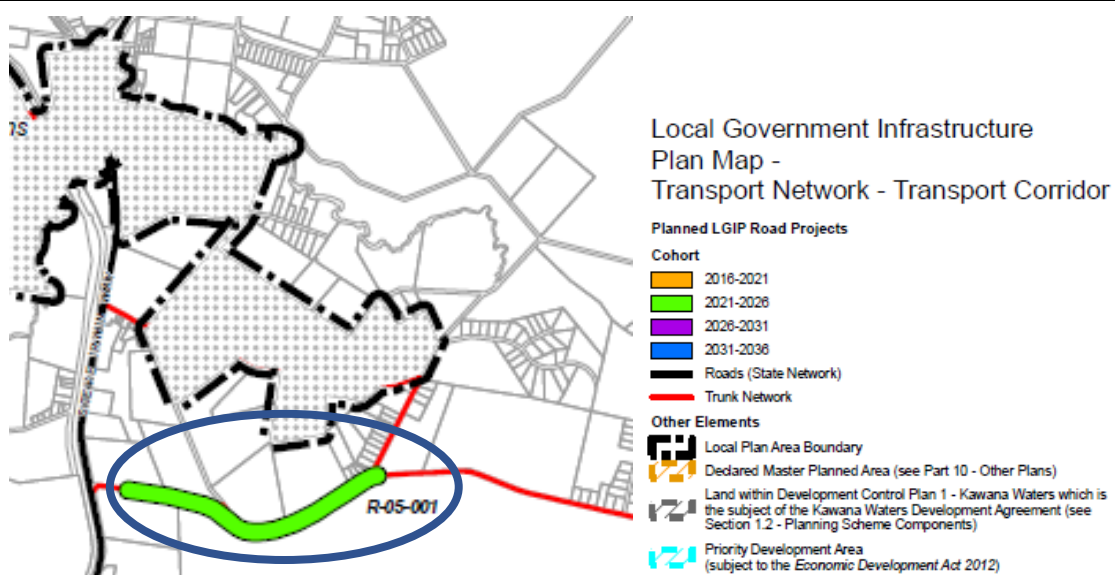 ns
R-05-001
Local Government Infrastructure
Plan Map -
Transport Network - Transport Corridor
Planned LGIP Road Projects
Cohort
2016-2021
2021-2026
2026-2031
2031-2036
Roads (State Network)
Trunk Network
Other Elements
Local Plan Area Boundary
Declared Master Planned Area (see Part 10 - Other Plans)
Land within Development Control Plan 1 - Kawana Waters which is
the subject of the Kawana Waters Development Agreement (see
Section 1.2 - Planning Scheme Components)
Priority Development Area
(subject to the Economic Development Act 2012)